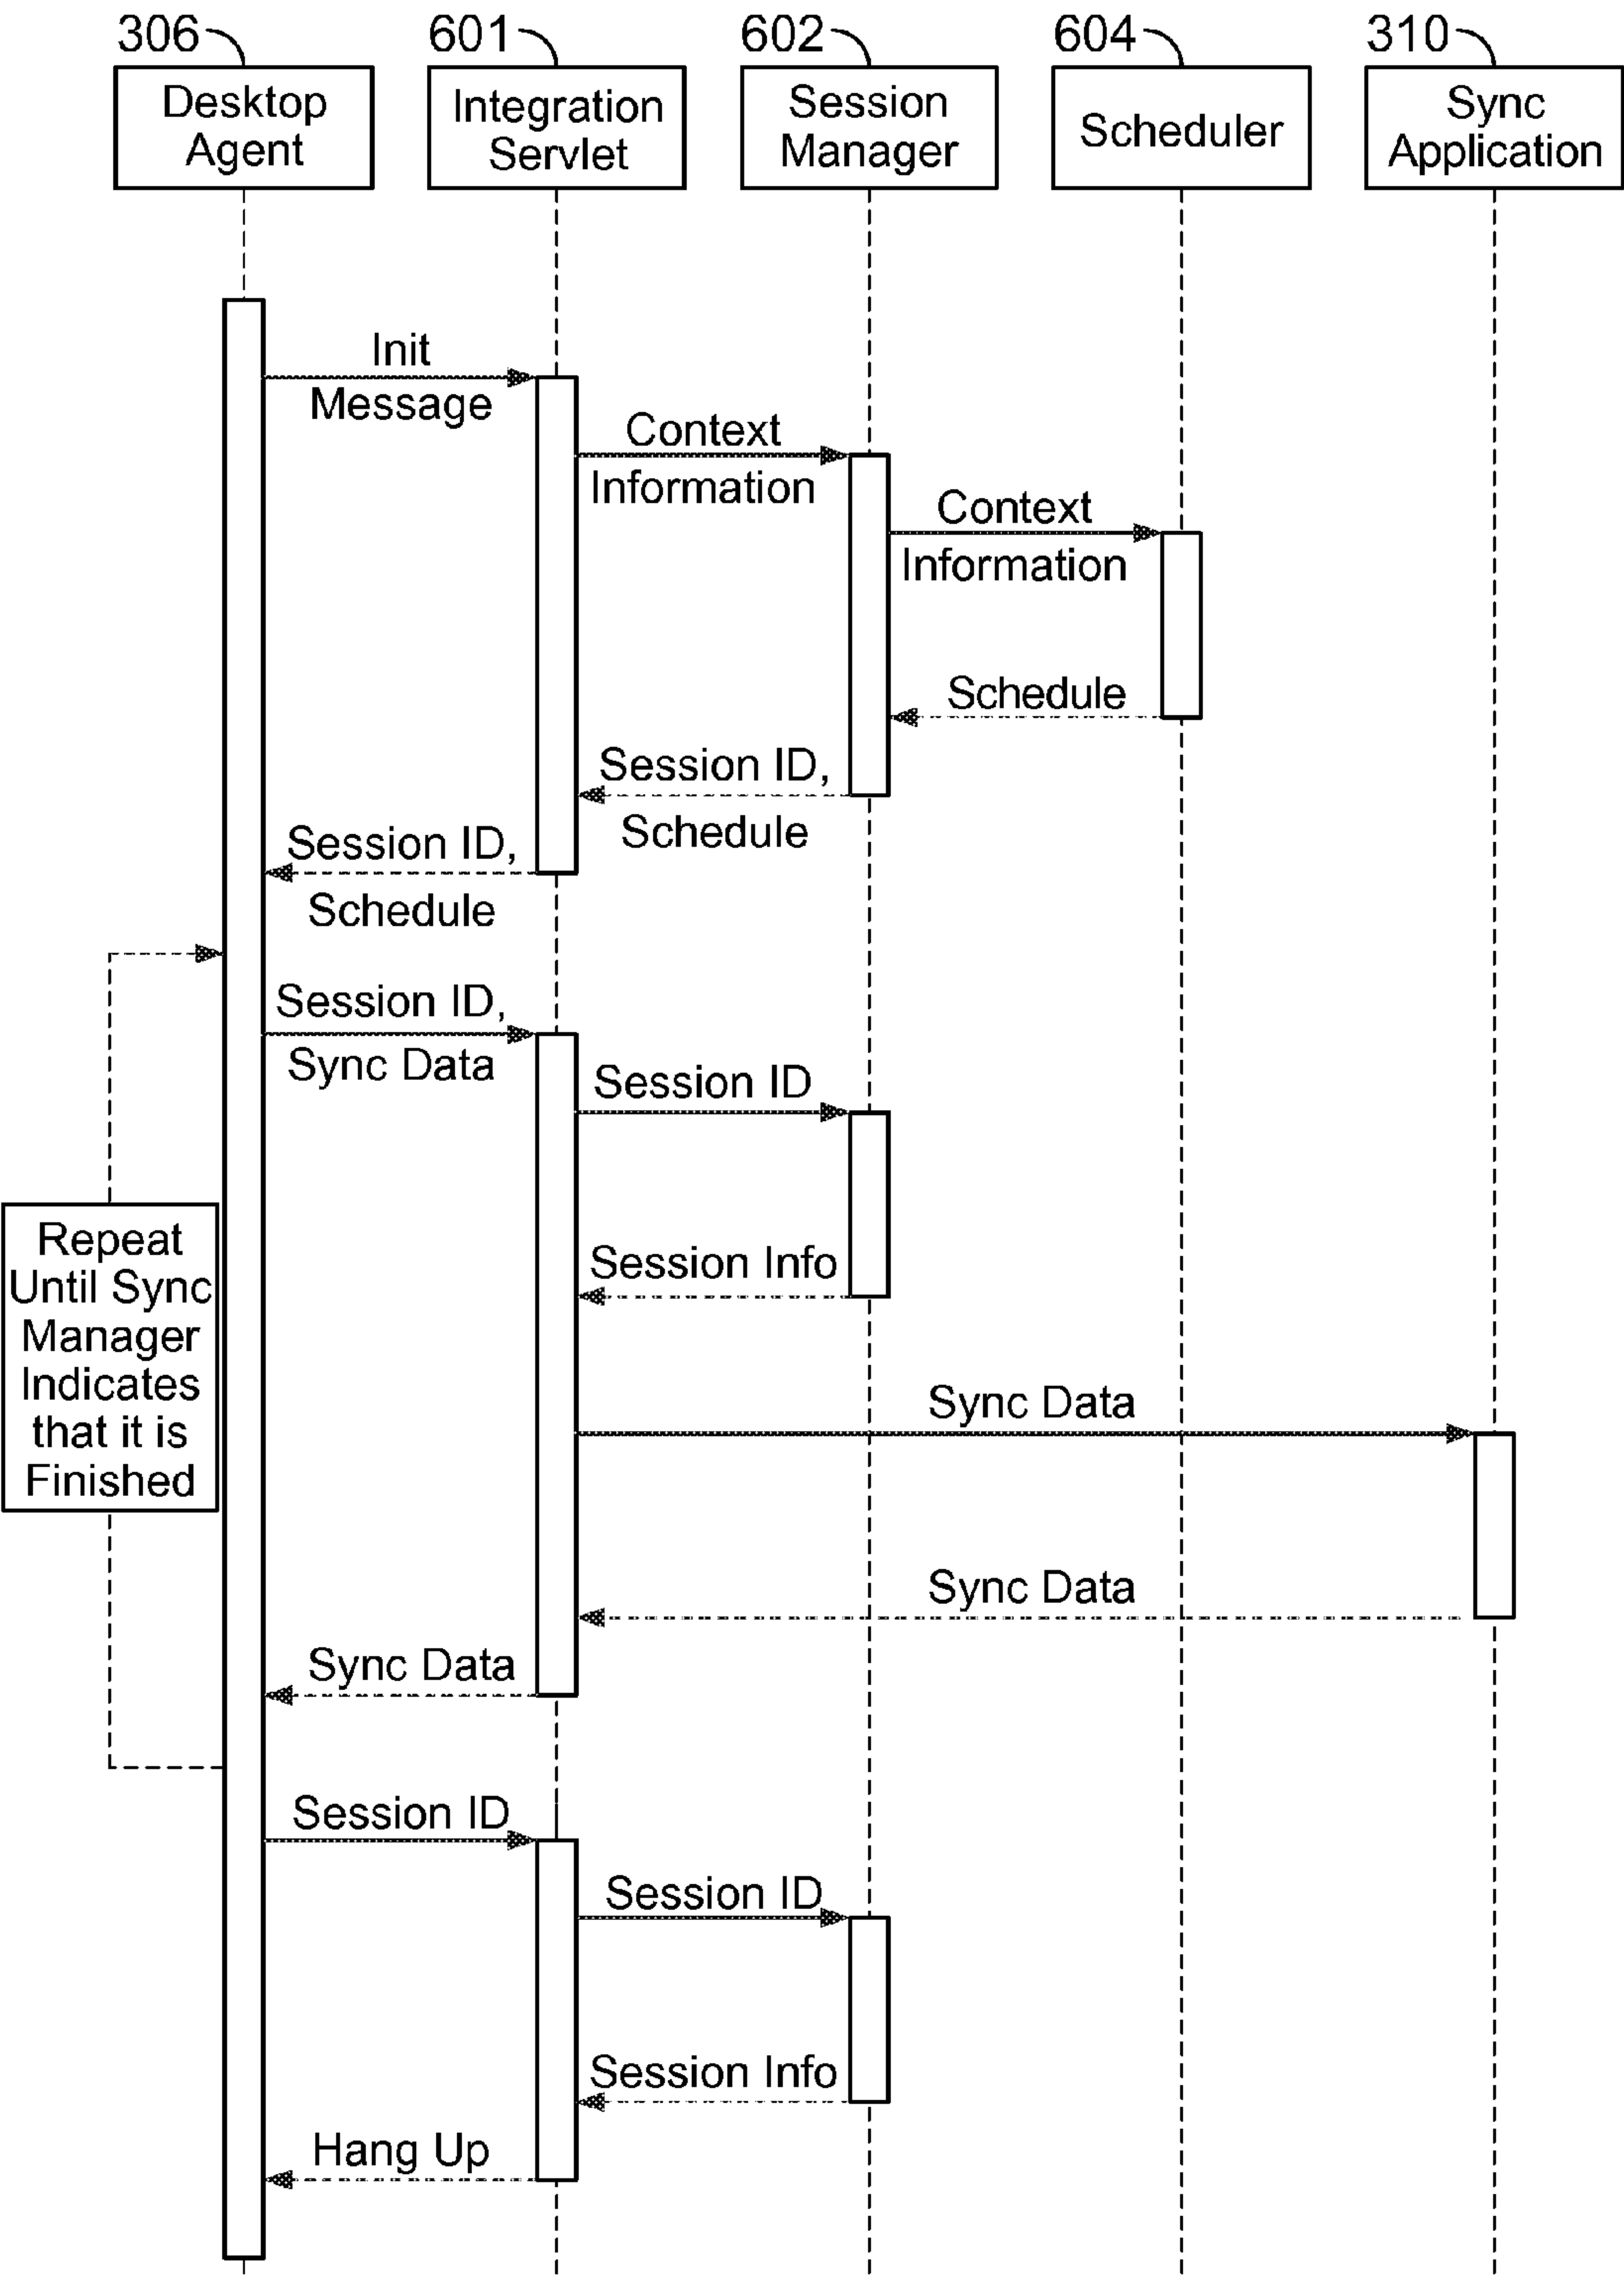 306
601
602
604
310
Desktop
Agent
Integration
Servlet
Session
Manager
Scheduler
Sync
Application
Init
Message
Context
Information
Context
Information
Schedule
Session ID,
Schedule
Session ID,
Schedule
Session ID,
Sync Data
Session ID
Repeat
Until Sync
Manager
Indicates
that it is
Finished
Session Info
Sync Data
Sync Data
Sync Data
Session ID
Session ID
Session Info
Hang Up